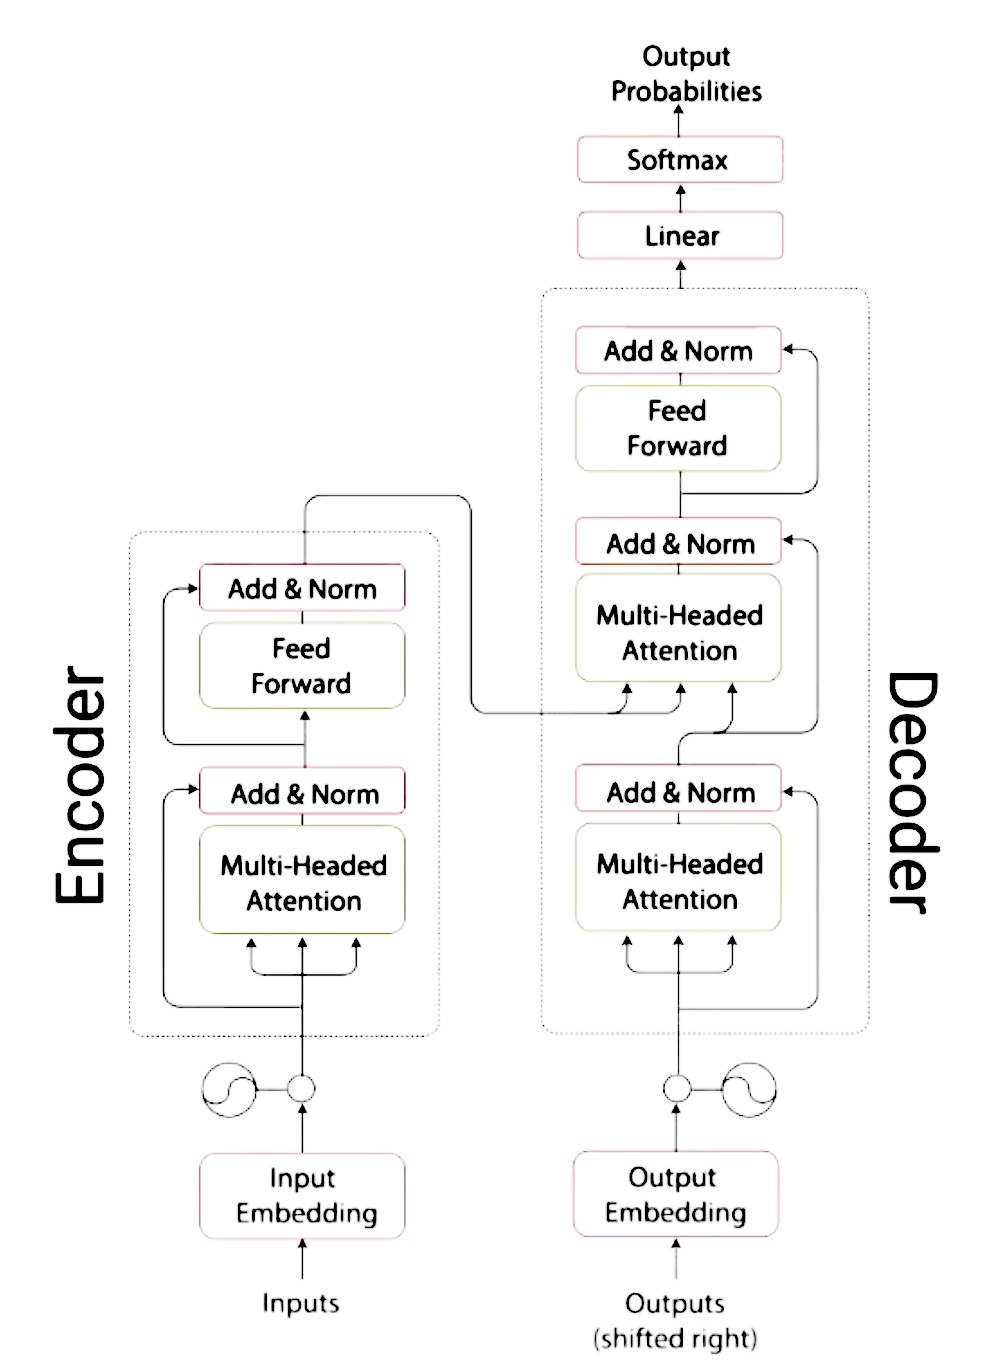 Output
Probabilities
Softmax
Linear
Add & Norm
Feed
Forward
Add & Norm
Multi-Headed
Attention
Add & Norm
Multi-Headed
Attention
Decoder
Add & Norm
Feed
Forward
Add & Norm
Multi-Headed
Attention
Encoder
Input
Embedding
Inputs
Output
Embedding
Outputs
(shifted right)